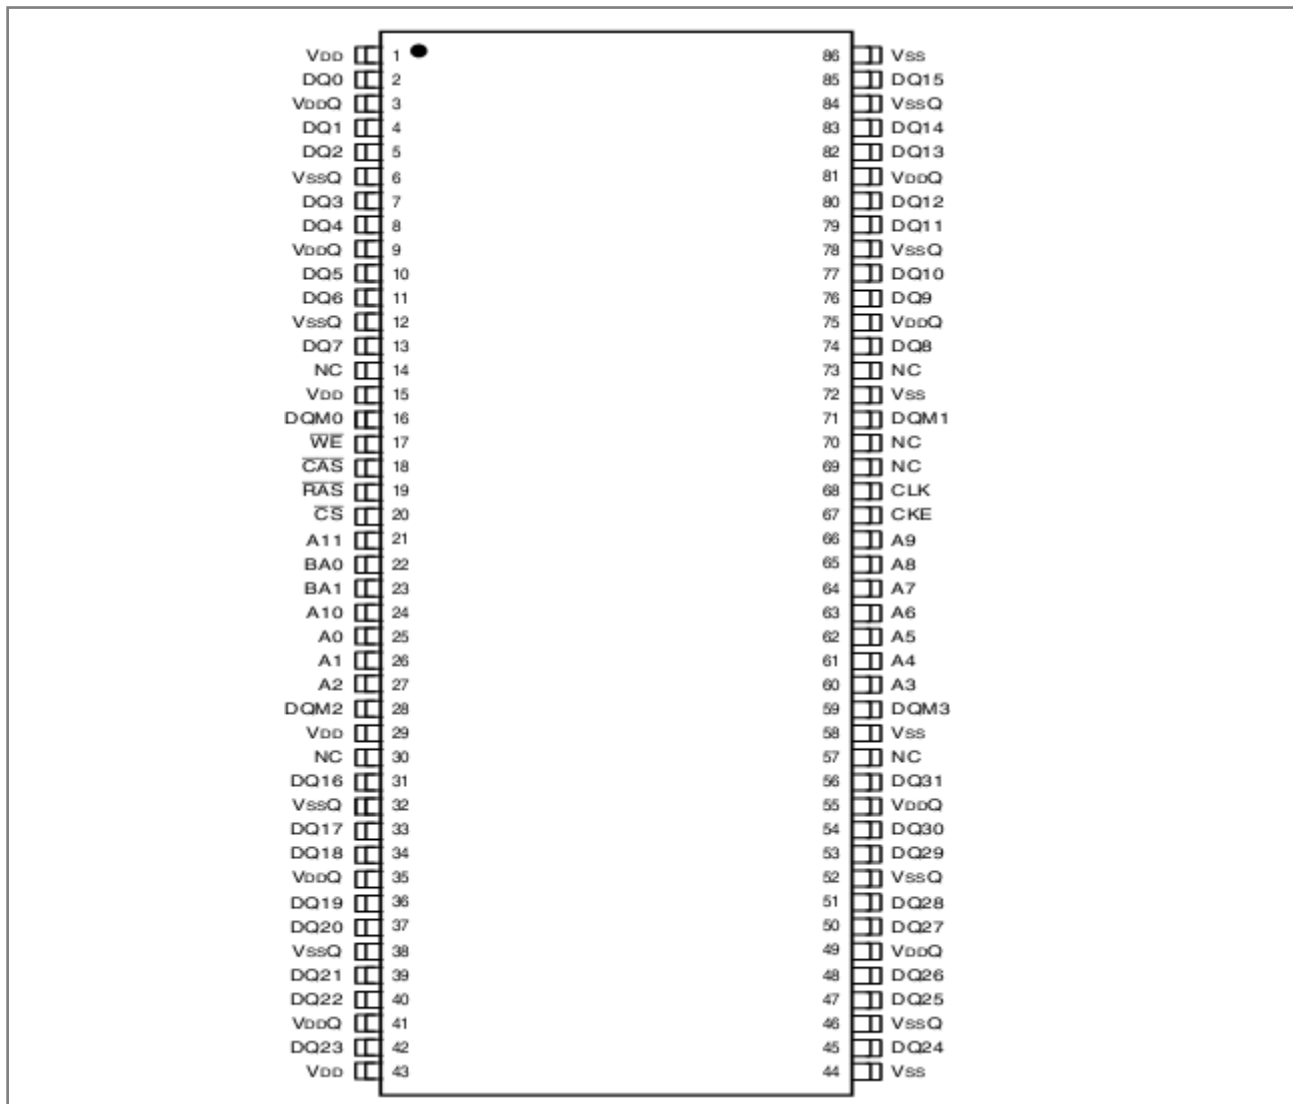 VDD 1 86 VSS
DQ0 2 85 DQ15
VDDQ 3 84 VSSQ
DQ1 4 83 DQ14
DQ2 5 82 DQ13
VSSQ 6 81 VDDQ
DQ3 7 80 DQ12
DQ4 8 79 DQ11
VDDQ 9 78 VSSQ
DQ5 10 77 DQ10
DQ6 11 76 DQ9
VSSQ 12 75 VDDQ
DQ7 13 74 DQ8
NC 14 73 NC
VDD 15 72 VSS
DQM0 16 71 DQM1
W̅E̅ 17 70 NC
C̅A̅S̅ 18 69 NC
R̅A̅S̅ 19 68 CLK
C̅S̅ 20 67 CKE
A11 21 66 A9
BA0 22 65 A8
BA1 23 64 A7
A10 24 63 A6
A0 25 62 A5
A1 26 61 A4
A2 27 60 A3
DQM2 28 59 DQM3
VDD 29 58 VSS
NC 30 57 NC
DQ16 31 56 DQ31
VSSQ 32 55 VDDQ
DQ17 33 54 DQ30
DQ18 34 53 DQ29
VDDQ 35 52 VSSQ
DQ19 36 51 DQ28
DQ20 37 50 DQ27
VSSQ 38 49 VDDQ
DQ21 39 48 DQ26
DQ22 40 47 DQ25
VDDQ 41 46 VSSQ
DQ23 42 45 DQ24
VDD 43 44 VSS